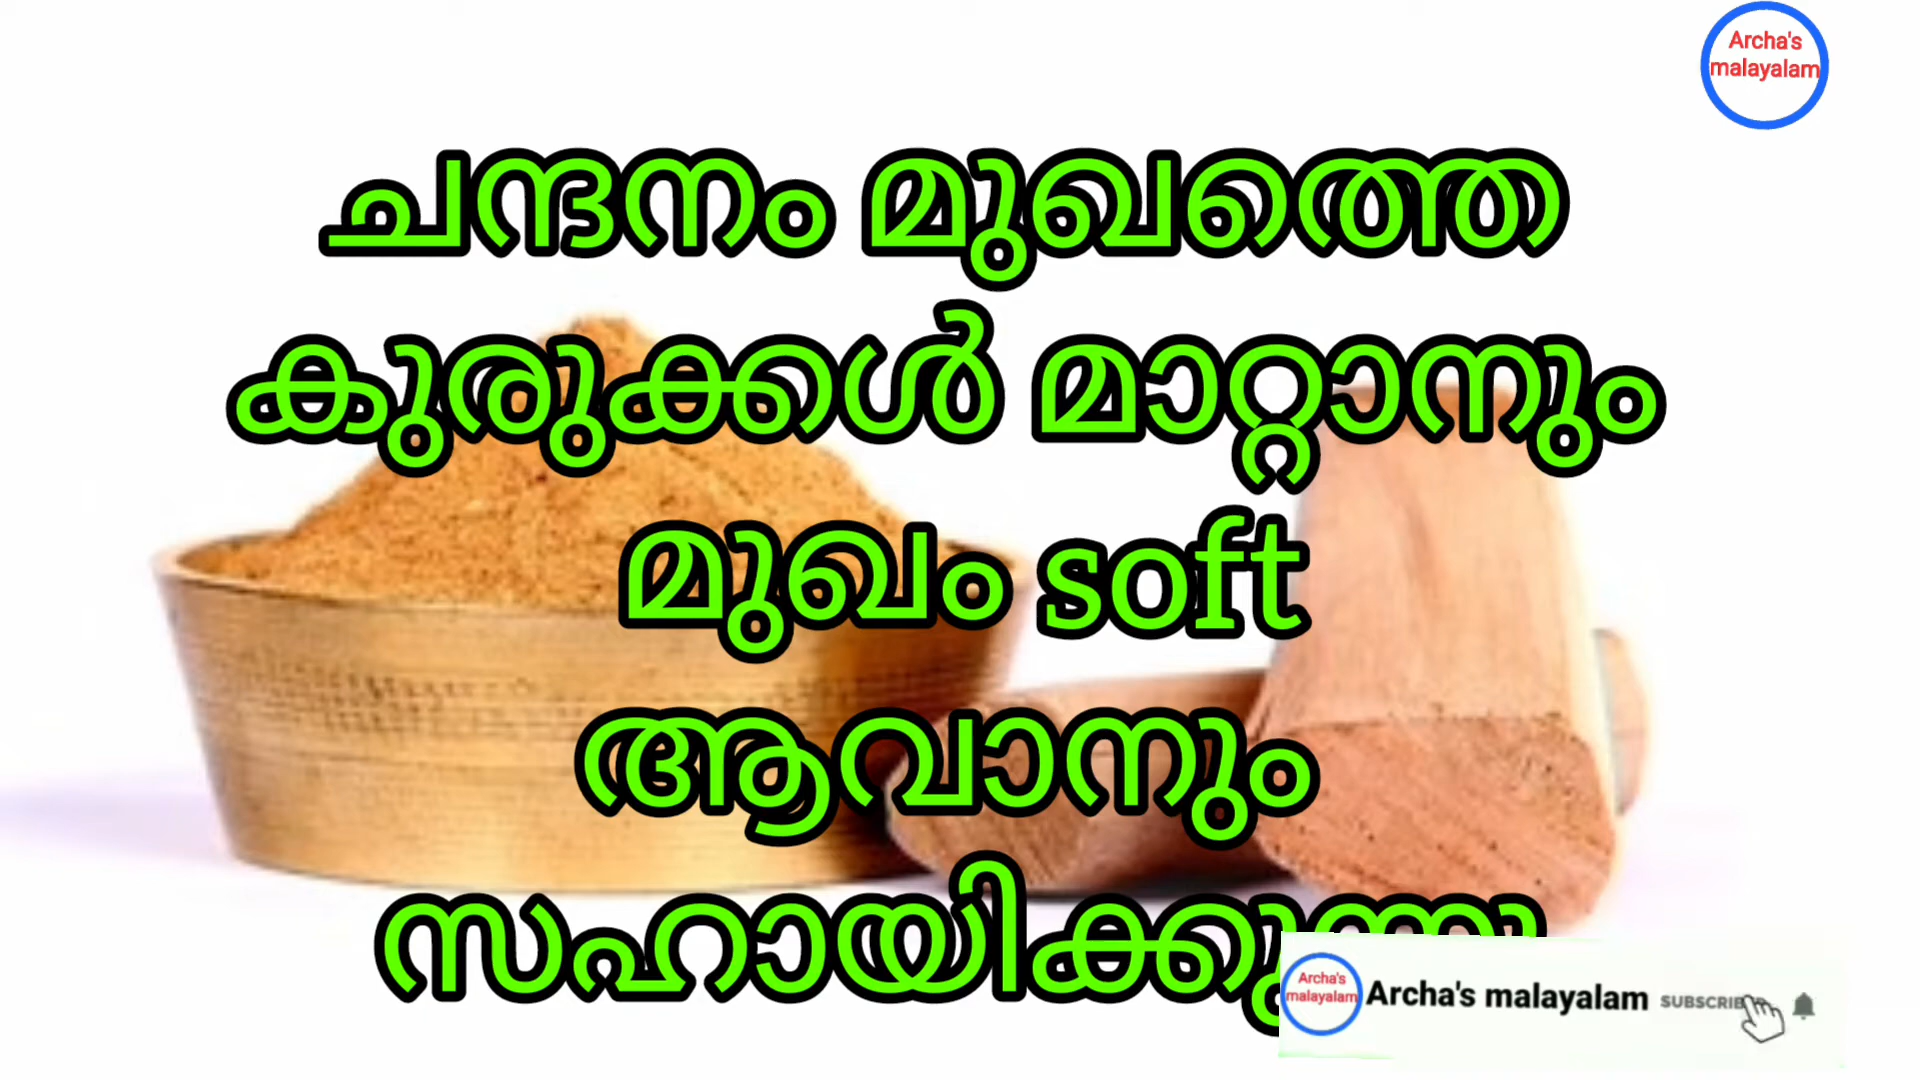 Archa's
malayalam
ചന്ദനം മുഖത്തെ
കുരുക്കൾ മാറ്റാനും
മുഖം soft
ആവാനും
Archa's
malayalam
Archa's malayalam